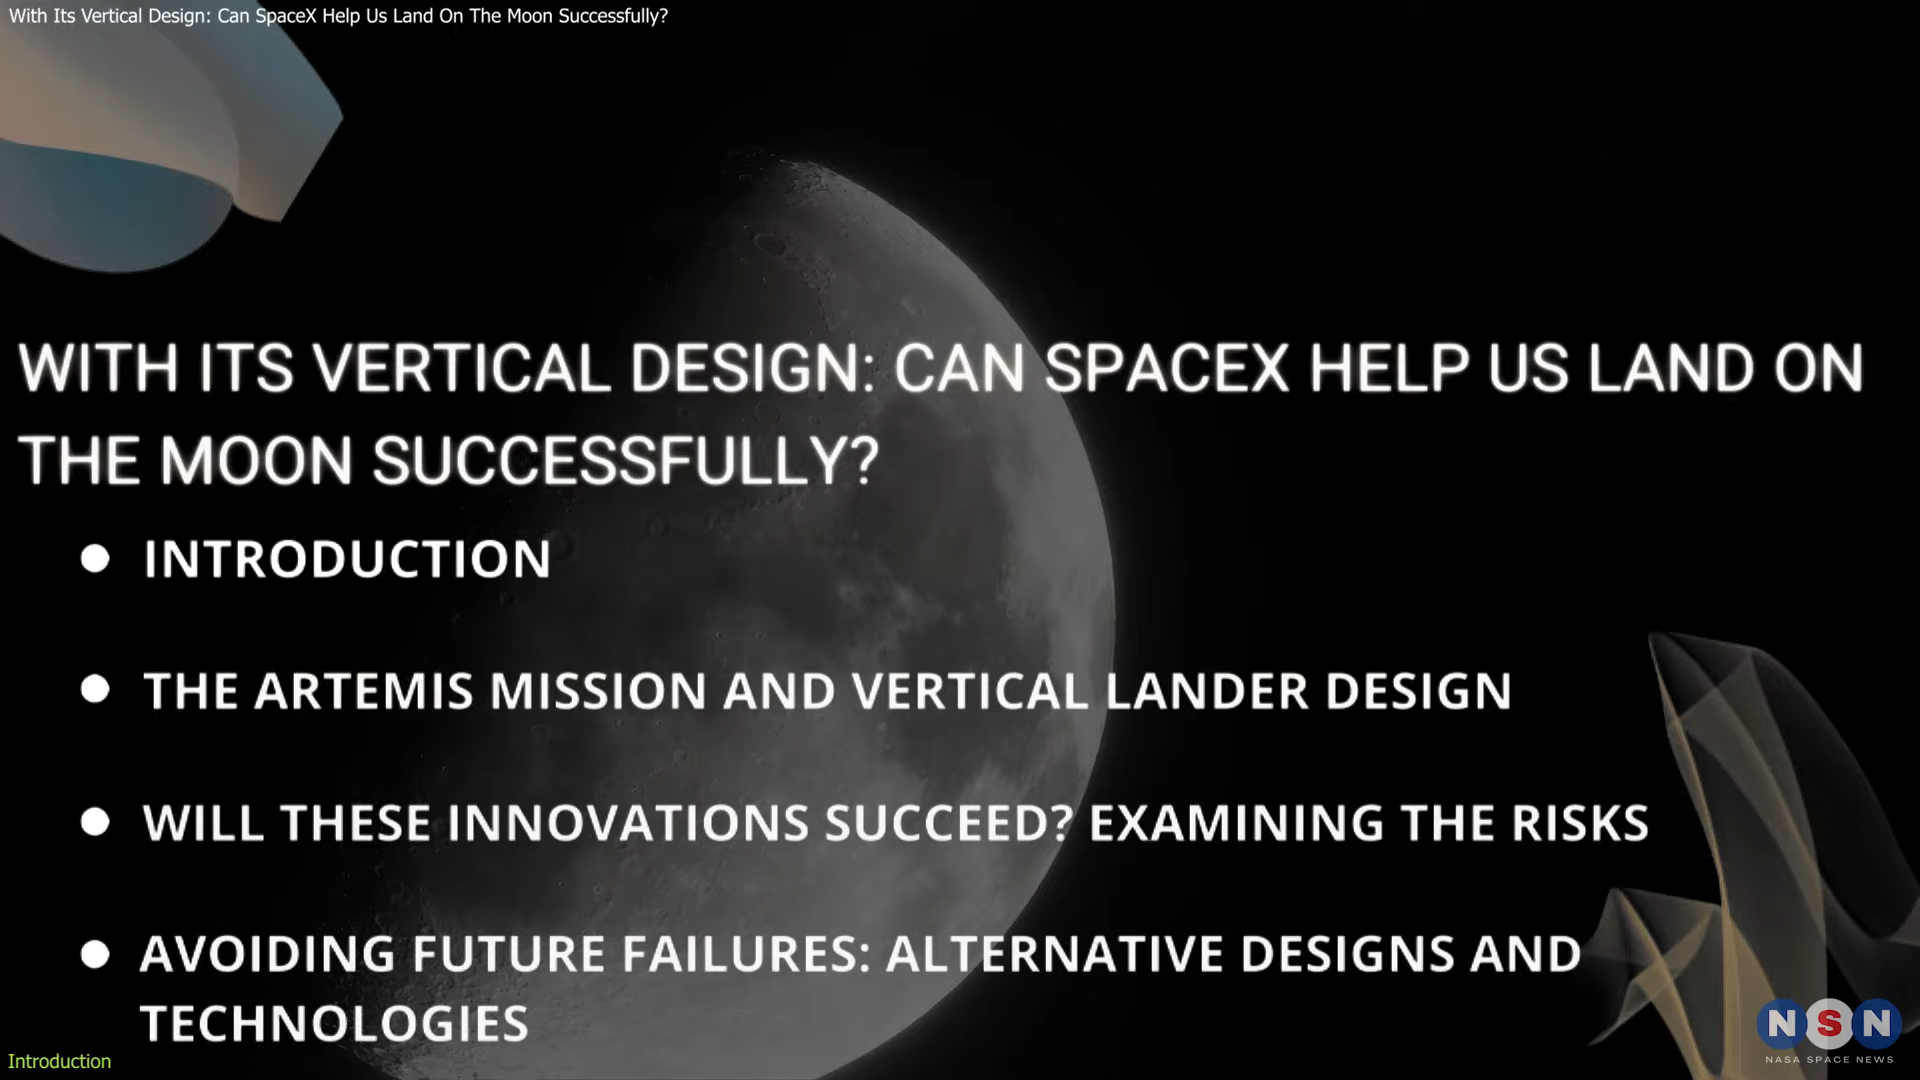 With Its Vertical Design: Can SpaceX Help Us Land On The Moon Successfully?
WITH ITS VERTICAL DESIGN: CAN SPACEX HELP US LAND ON
THE MOON SUCCESSFULLY?
INTRODUCTION
THE ARTEMIS MISSION AND VERTICAL LANDER DESIGN
WILL THESE INNOVATIONS SUCCEED? EXAMINING THE RISKS
AVOIDING FUTURE FAILURES: ALTERNATIVE DESIGNS AND
TECHNOLOGIES
NSN
NASA SPACE NEWS
Introduction